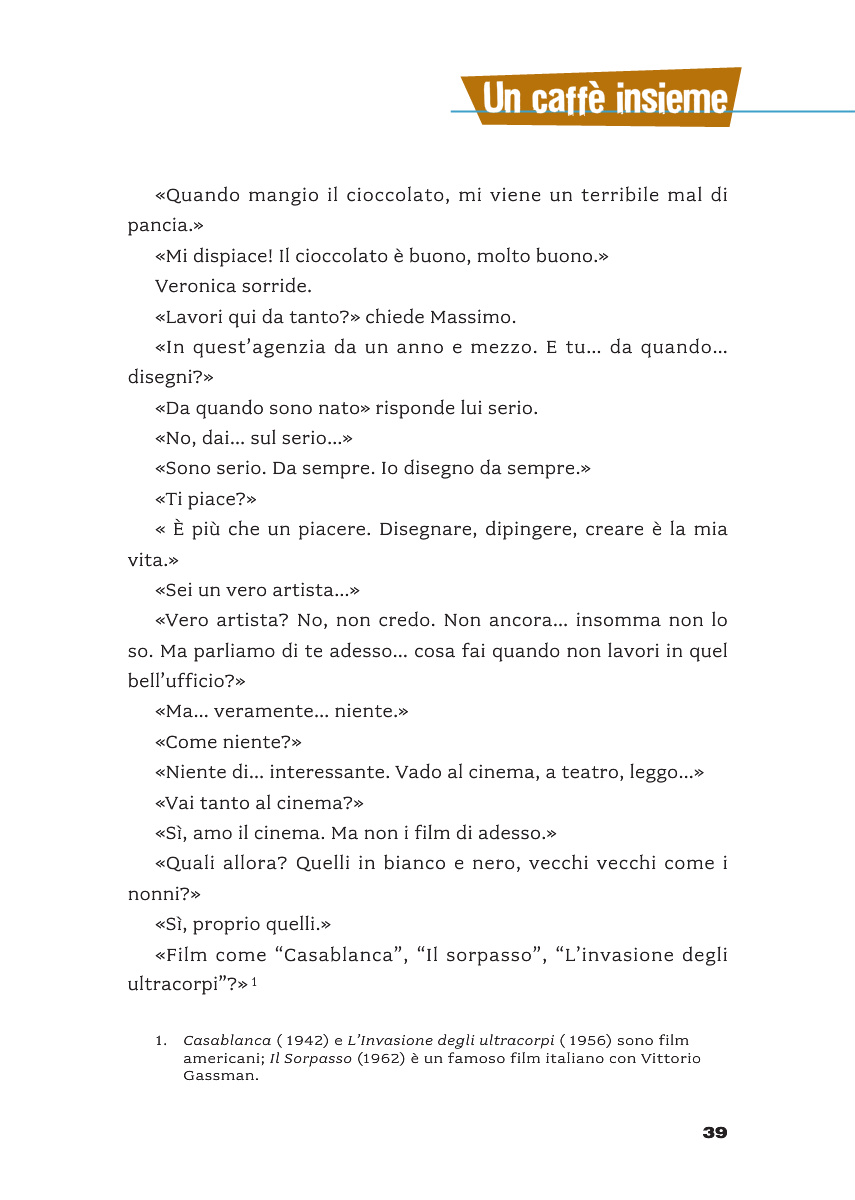 Un caffè insieme
«Quando mangio il cioccolato, mi viene un terribile mal di
pancia.»
«Mi dispiace! Il cioccolato è buono, molto buono.»
Veronica sorride.
«Lavori qui da tanto?» chiede Massimo.
«In quest’agenzia da un anno e mezzo. E tu... da quando...
disegni?»
«Da quando sono nato» risponde lui serio.
«No, dai... sul serio...»
«Sono serio. Da sempre. Io disegno da sempre.»
«Ti piace?»
« È più che un piacere. Disegnare, dipingere, creare è la mia
vita.»
«Sei un vero artista...»
«Vero artista? No, non credo. Non ancora... insomma non lo
so. Ma parliamo di te adesso... cosa fai quando non lavori in quel
bell’ufficio?»
«Ma... veramente... niente.»
«Come niente?»
«Niente di... interessante. Vado al cinema, a teatro, leggo...»
«Vai tanto al cinema?»
«Sì, amo il cinema. Ma non i film di adesso.»
«Quali allora? Quelli in bianco e nero, vecchi vecchi come i
nonni?»
«Sì, proprio quelli.»
«Film come “Casablanca”, “Il sorpasso”, “L’invasione degli
ultracorpi”?» 1
1. Casablanca ( 1942) e L’Invasione degli ultracorpi ( 1956) sono film
americani; Il Sorpasso (1962) è un famoso film italiano con Vittorio
Gassman.
39